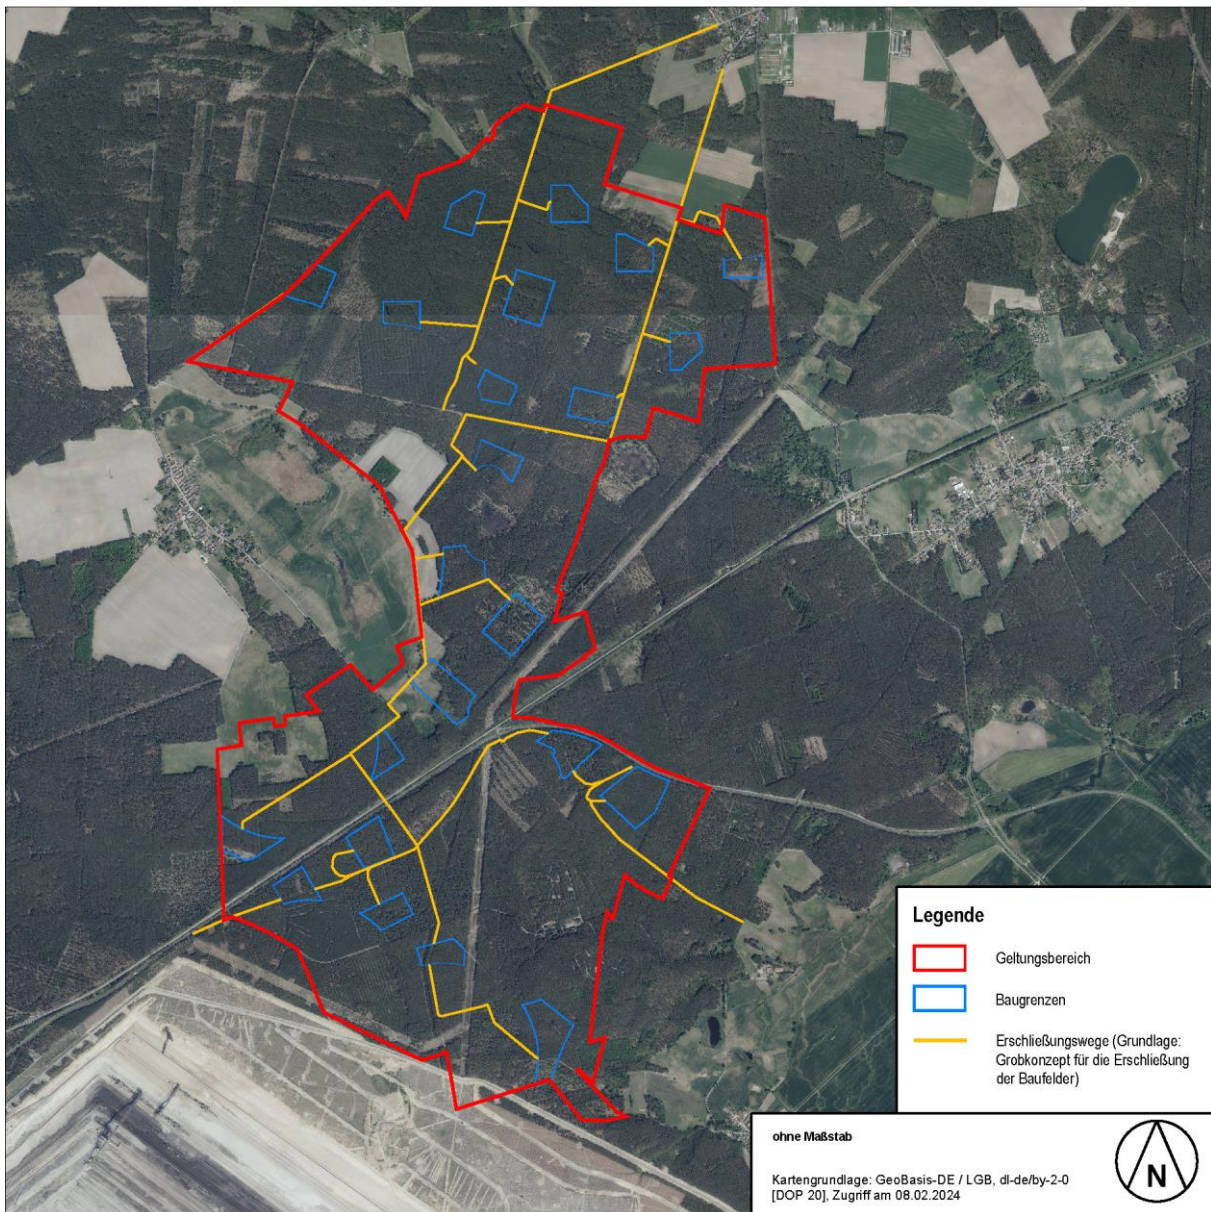 Legende
Geltungsbereich
Baugrenzen
Erschließungswege (Grundlage:
Grobkonzept für die Erschließung
der Baufelder)
ohne Maßstab
Kartengrundlage: GeoBasis-DE / LGB, dl-de/by-2-0
[DOP 20], Zugriff am 08.02.2024
N